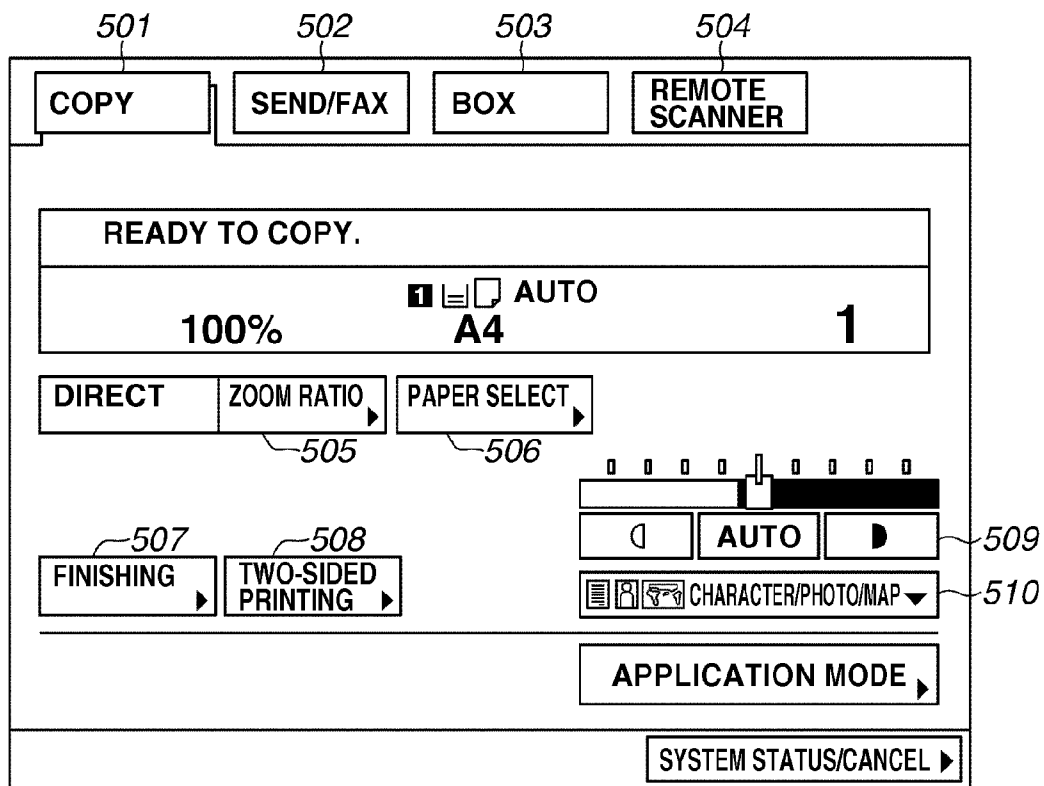 501 502 503 504
COPY SEND/FAX BOX REMOTE
SCANNER
READY TO COPY.
1 AUTO
100% A4 1
DIRECT ZOOM RATIO PAPER SELECT
505 506
507 508
AUTO 509
FINISHING TWO-SIDED
PRINTING
CHARACTER/PHOTO/MAP 510
APPLICATION MODE
SYSTEM STATUS/CANCEL